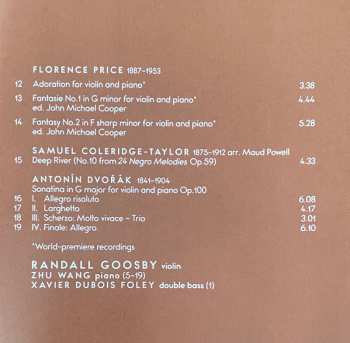 FLORENCE PRICE 1887–1953
12 Adoration for violin and piano* 3.38
13 Fantasie No.1 in G minor for violin and piano* 4.44
ed. John Michael Cooper
14 Fantasy No.2 in F sharp minor for violin and piano* 5.28
ed. John Michael Cooper
SAMUEL COLERIDGE-TAYLOR 1875–1912 arr. Maud Powell
15 Deep River (No.10 from 24 Negro Melodies Op.59) 4.33
ANTONÍN DVOŘÁK 1841–1904
Sonatina in G major for violin and piano Op.100
16 I. Allegro risoluto 6.08
17 II. Larghetto 4.17
18 III. Scherzo: Molto vivace – Trio 3.01
19 IV. Finale: Allegro 6.10
*World-premiere recordings
RANDALL GOOSBY violin
ZHU WANG piano (5–19)
XAVIER DUBOIS FOLEY double bass (1)